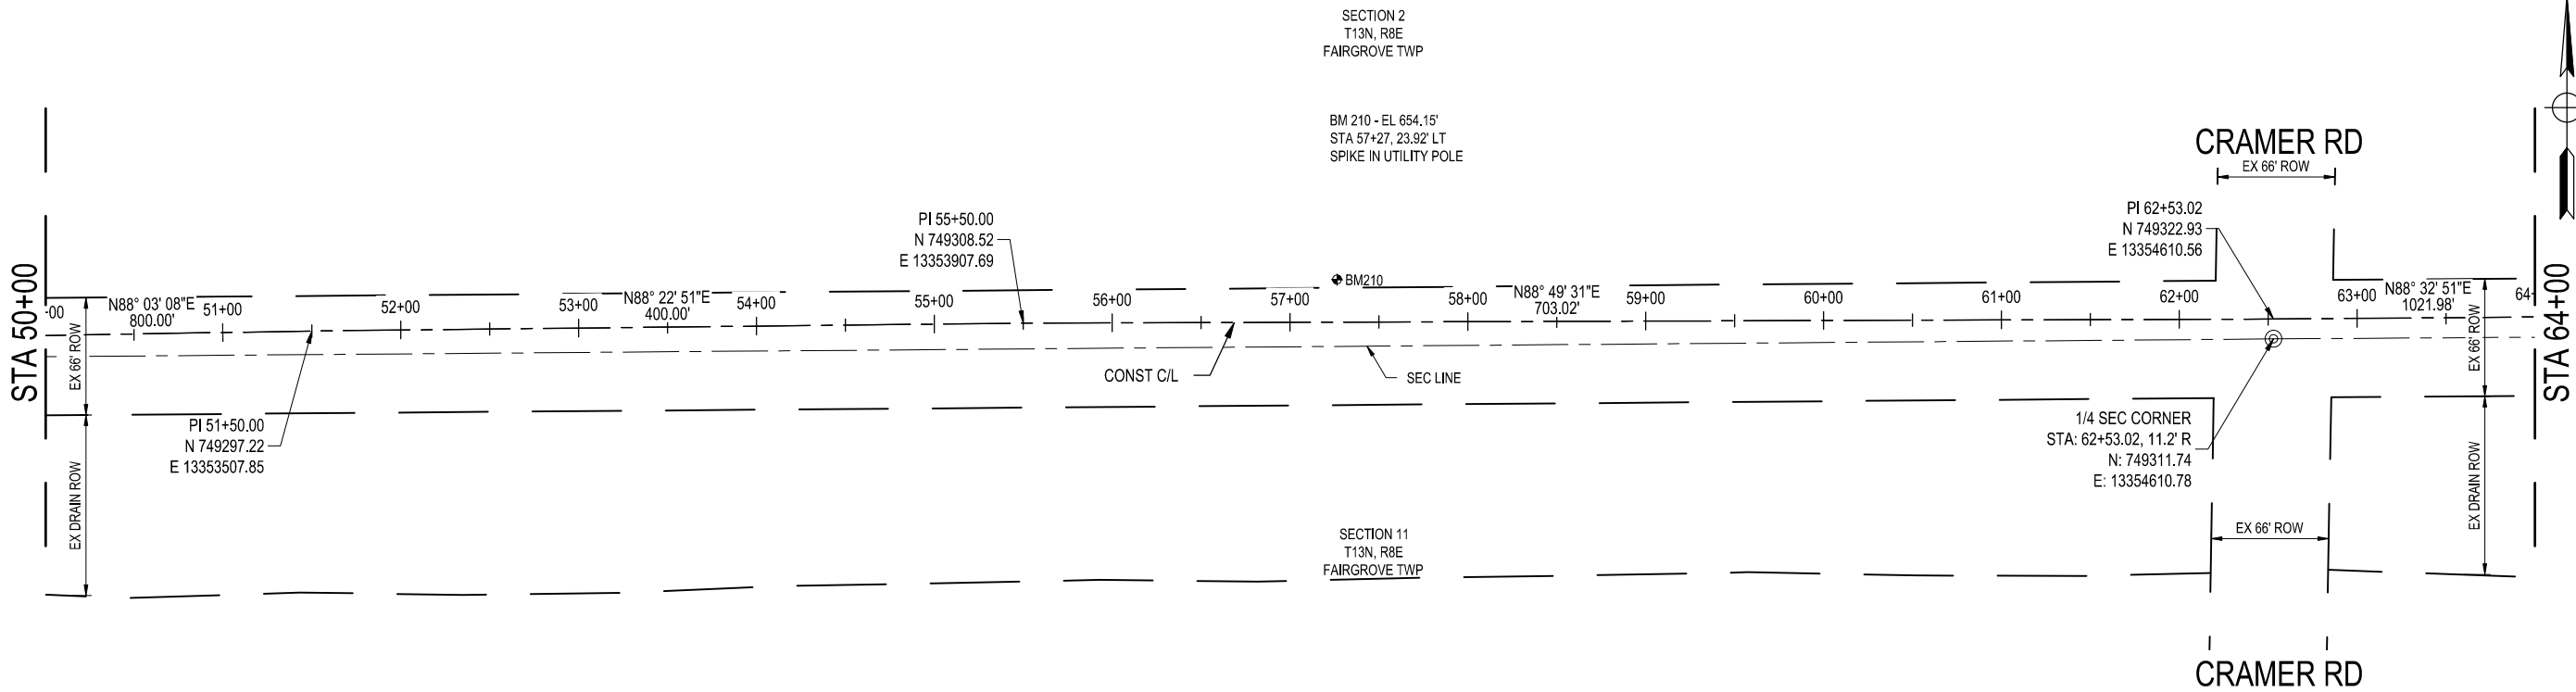 SECTION 2
T13N, R8E
FAIRGROVE TWP
BM 210 - EL 654.15'
STA 57+27, 23.92' LT
SPIKE IN UTILITY POLE
CRAMER RD
EX 66' ROW
PI 55+50.00
N 749308.52
E 13353907.69
PI 62+53.02
N 749322.93
E 13354610.56
BM210
STA 50+00
STA 64+00
-00
N88° 03' 08"E
800.00'
51+00
52+00
53+00
N88° 22' 51"E
400.00'
54+00
55+00
56+00
57+00
58+00
N88° 49' 31"E
703.02'
59+00
60+00
61+00
62+00
63+00
N88° 32' 51"E
1021.98'
64+
EX 66' ROW
EX 66' ROW
CONST C/L
SEC LINE
PI 51+50.00
N 749297.22
E 13353507.85
1/4 SEC CORNER
STA: 62+53.02, 11.2' R
N: 749311.74
E: 13354610.78
EX DRAIN ROW
EX DRAIN ROW
SECTION 11
T13N, R8E
FAIRGROVE TWP
EX 66' ROW
CRAMER RD